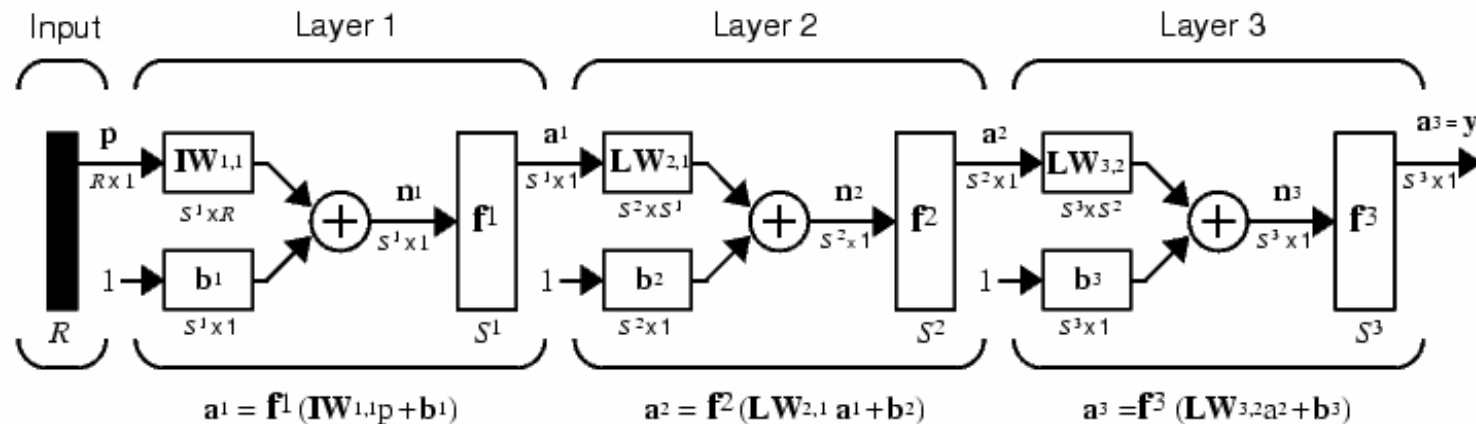 Input Layer 1 Layer 2 Layer 3
p IW1,1 a1 LW2,1 a2 LW3,2 a3 = y
R x 1 S1 x R n1 S1 x 1 S2 x S1 n2 S2 x 1 S3 x S2 n3 S3 x 1
S1 x 1 f1 S2 x 1 f2 S3 x 1 f3
1 b1 1 b2 1 b3
R S1 x 1 S1 S2 x 1 S2 S3 x 1 S3
a1 = f1 (IW1,1p + b1) a2 = f2 (LW2,1 a1 + b2) a3 =f3 (LW3,2a2 + b3)